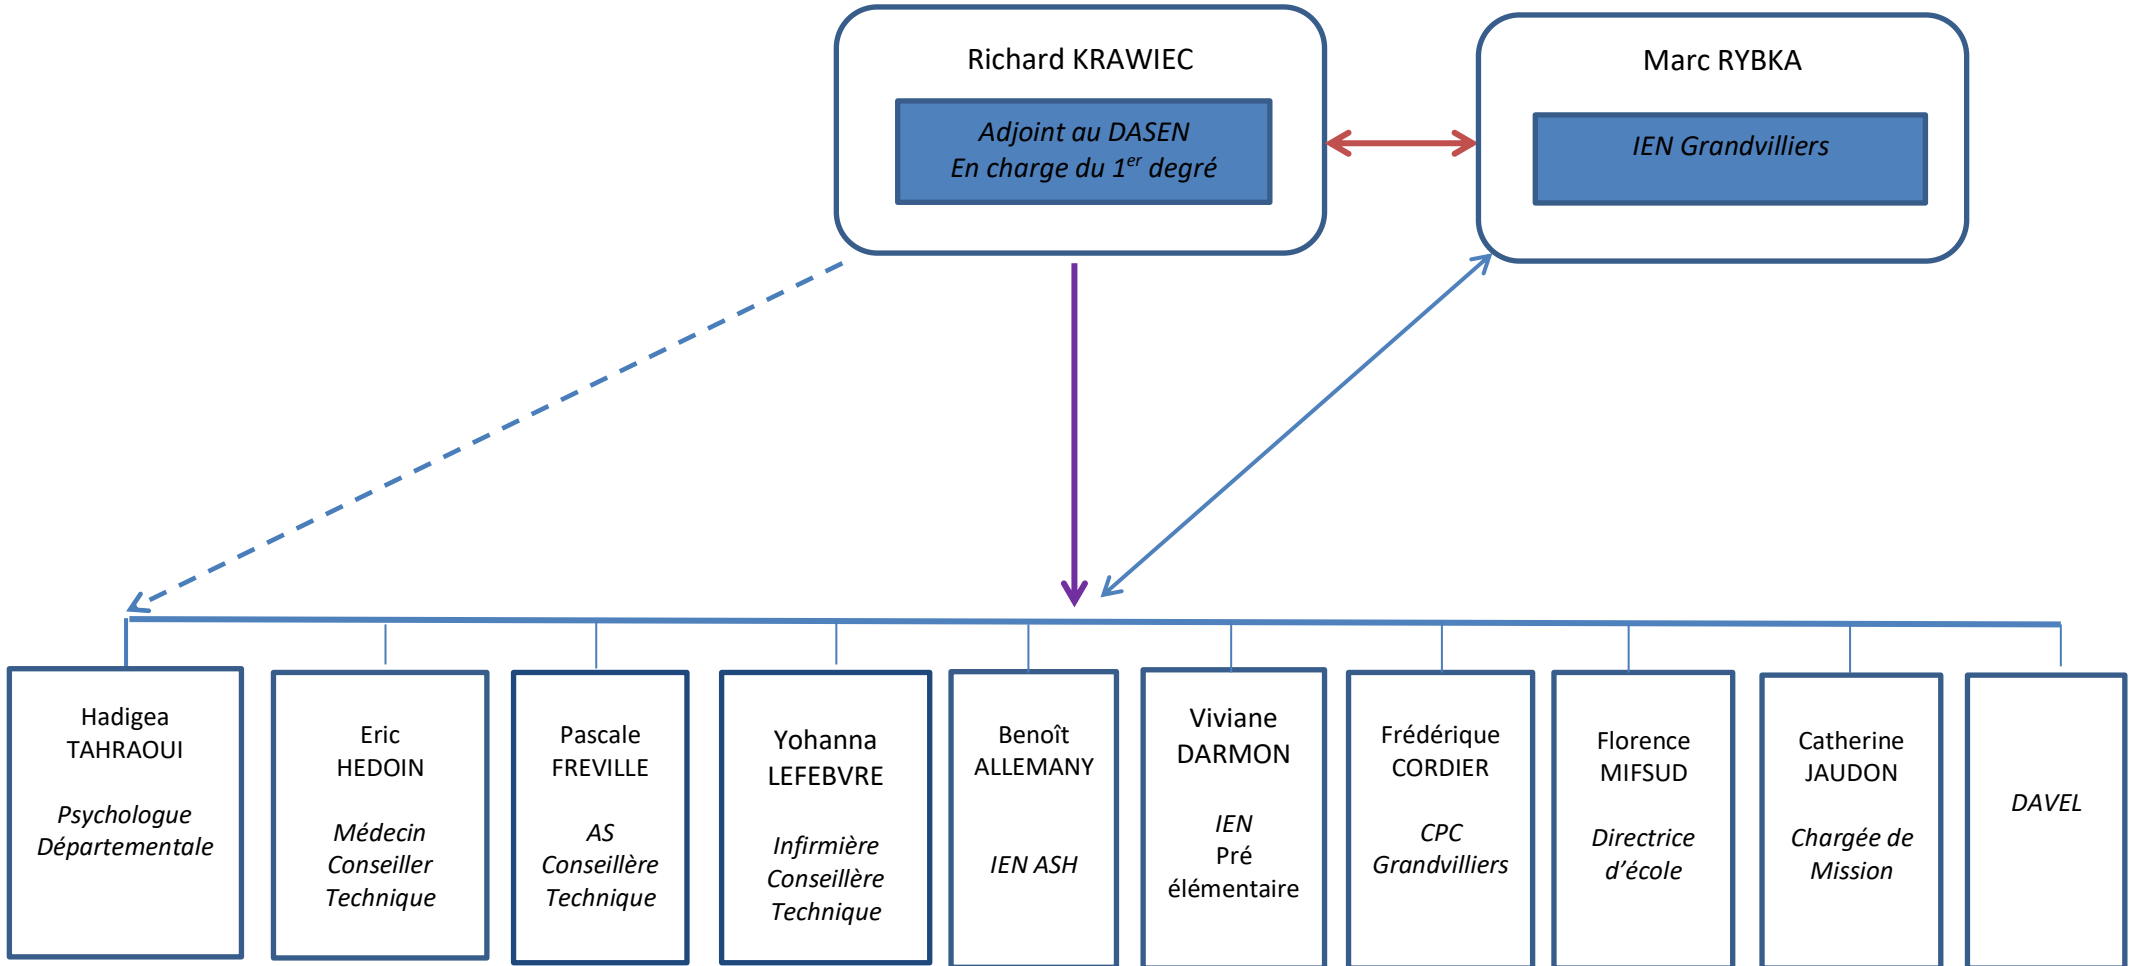 Richard KRAWIEC
Adjoint au DASEN
En charge du 1er degré
Marc RYBKA
IEN Grandvilliers
Hadigea
TAHRAOUI
Psychologue
Départementale
Eric
HEDOIN
Médecin
Conseiller
Technique
Pascale
FREVILLE
AS
Conseillère
Technique
Yohanna
LEFEBVRE
Infirmière
Conseillère
Technique
Benoît
ALLEMANY
IEN ASH
Viviane
DARMON
IEN
Pré
élémentaire
Frédérique
CORDIER
CPC
Grandvilliers
Florence
MIFSUD
Directrice
d’école
Catherine
JAUDON
Chargée de
Mission
DAVEL